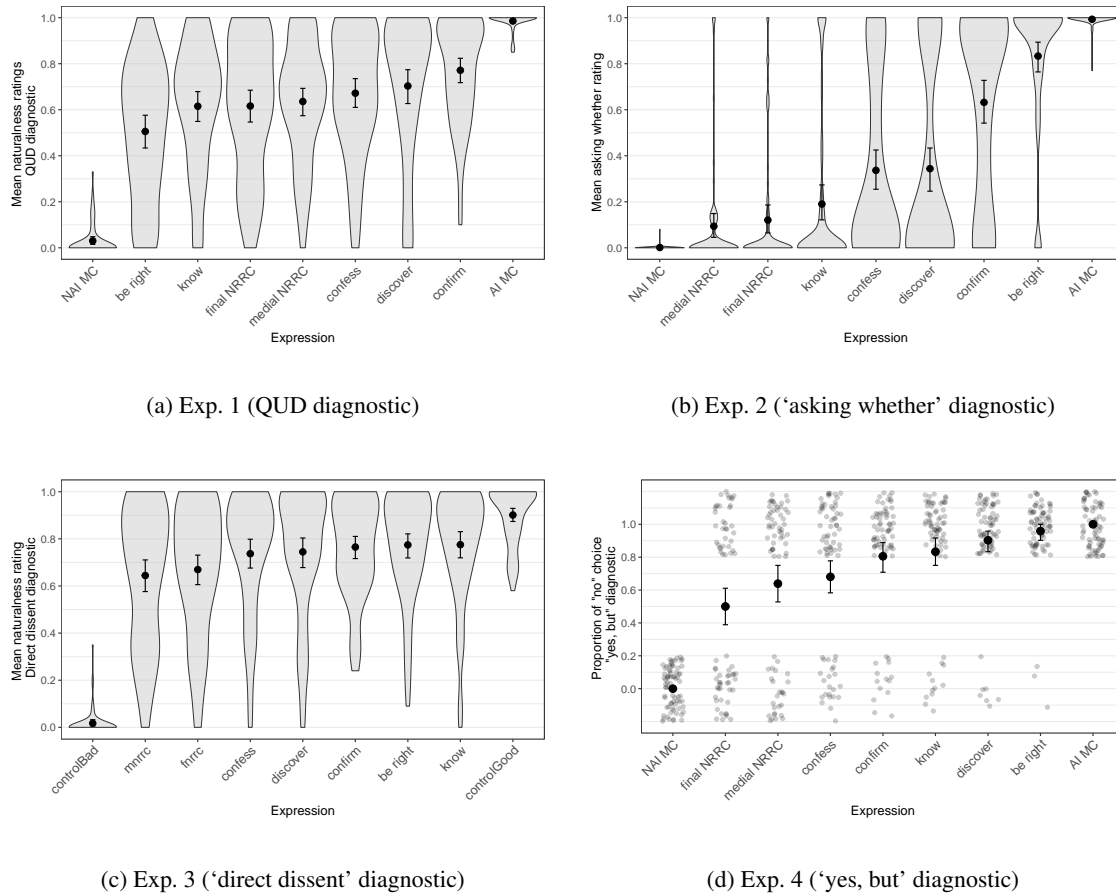 Mean naturalness ratings
QUD diagnostic
1.0
0.8
0.6
0.4
0.2
0.0
NAI MC
be right
know
final NRRC
medial NRRC
confess
discover
confirm
AI MC
Expression
(a) Exp. 1 (QUD diagnostic)
Mean asking whether rating
1.0
0.8
0.6
0.4
0.2
0.0
NAI MC
medial NRRC
final NRRC
know
confess
discover
confirm
be right
AI MC
Expression
(b) Exp. 2 (‘asking whether’ diagnostic)
Mean naturalness rating
Direct dissent diagnostic
1.0
0.8
0.6
0.4
0.2
0.0
controlBad
mnrrc
fnrrc
confess
discover
confirm
be right
know
controlGood
Expression
(c) Exp. 3 (‘direct dissent’ diagnostic)
Proportion of "no" choice
"yes, but" diagnostic
1.0
0.8
0.6
0.4
0.2
0.0
NAI MC
final NRRC
medial NRRC
confess
confirm
know
discover
be right
AI MC
Expression
(d) Exp. 4 (‘yes, but’ diagnostic)